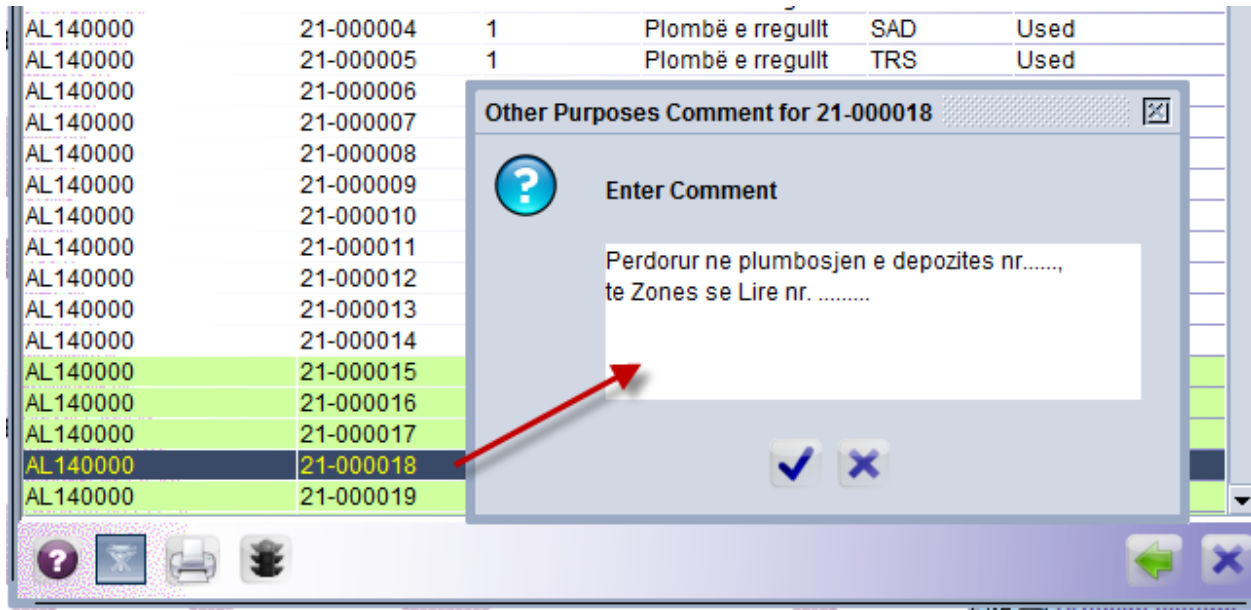 AL140000 21-000004 1 Plombë e rregullt SAD Used
AL140000 21-000005 1 Plombë e rregullt TRS Used
AL140000 21-000006
AL140000 21-000007
AL140000 21-000008
AL140000 21-000009
AL140000 21-000010
AL140000 21-000011
AL140000 21-000012
AL140000 21-000013
AL140000 21-000014
AL140000 21-000015
AL140000 21-000016
AL140000 21-000017
AL140000 21-000018
AL140000 21-000019
Other Purposes Comment for 21-000018
Enter Comment
Perdorur ne plumbosjen e depozites nr......,
te Zones se Lire nr. .........